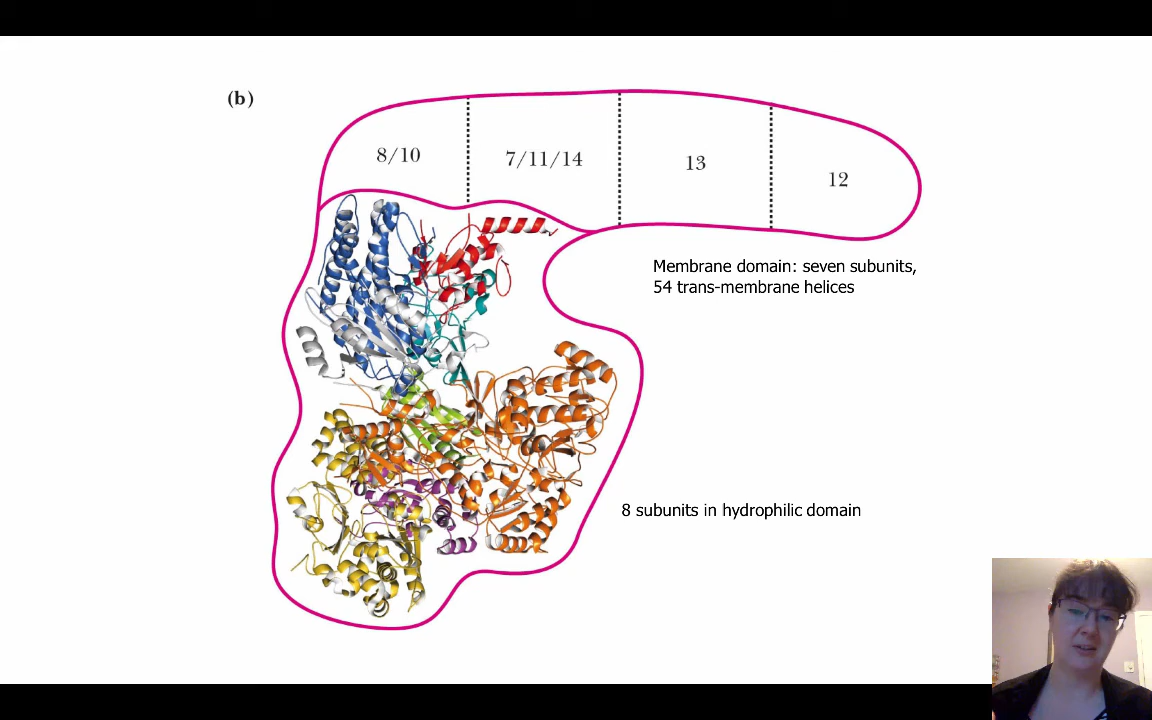 (b)
8/10
7/11/14
13
12
Membrane domain: seven subunits,
54 trans-membrane helices
8 subunits in hydrophilic domain